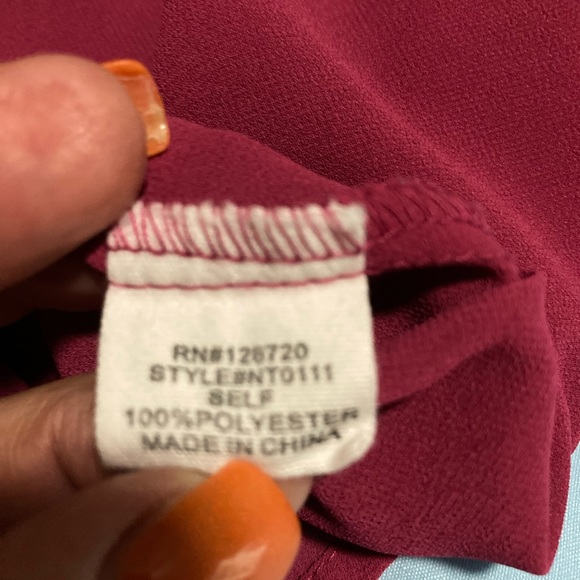 RN#128720
STYLE#NT0111
SELF
100%POLYESTER
MADE IN CHINA